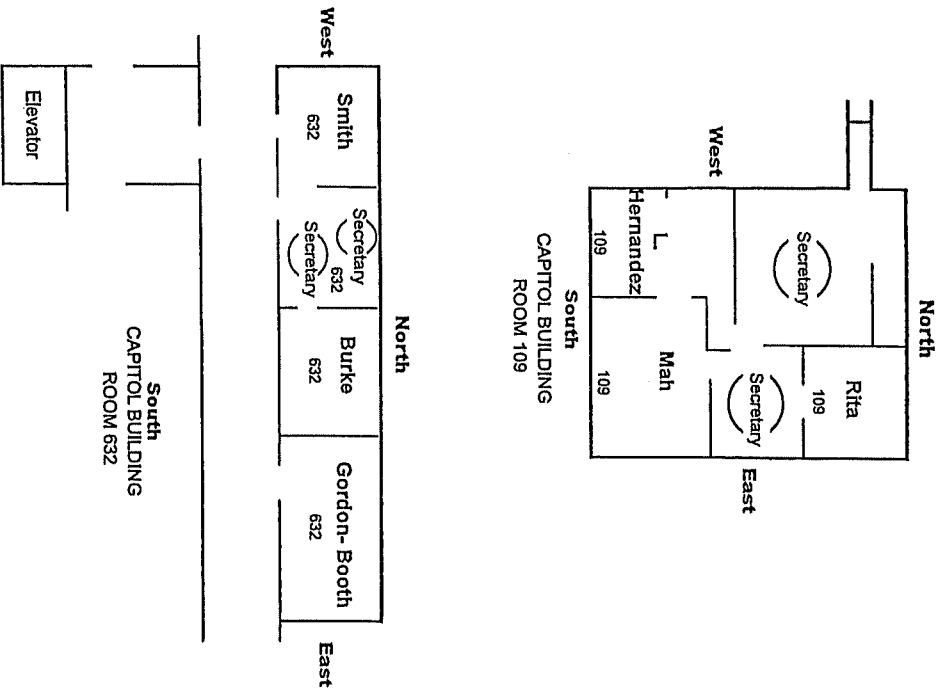 North
Rita
109
Secretary
Secretary
West
East
Mah
Hernandez
109
109
South
CAPITOL BUILDING
ROOM 109
North
West
Smith
632
Secretary
632
Secretary
Burke
632
Gordon- Booth
632
East
South
CAPITOL BUILDING
ROOM 632
Elevator